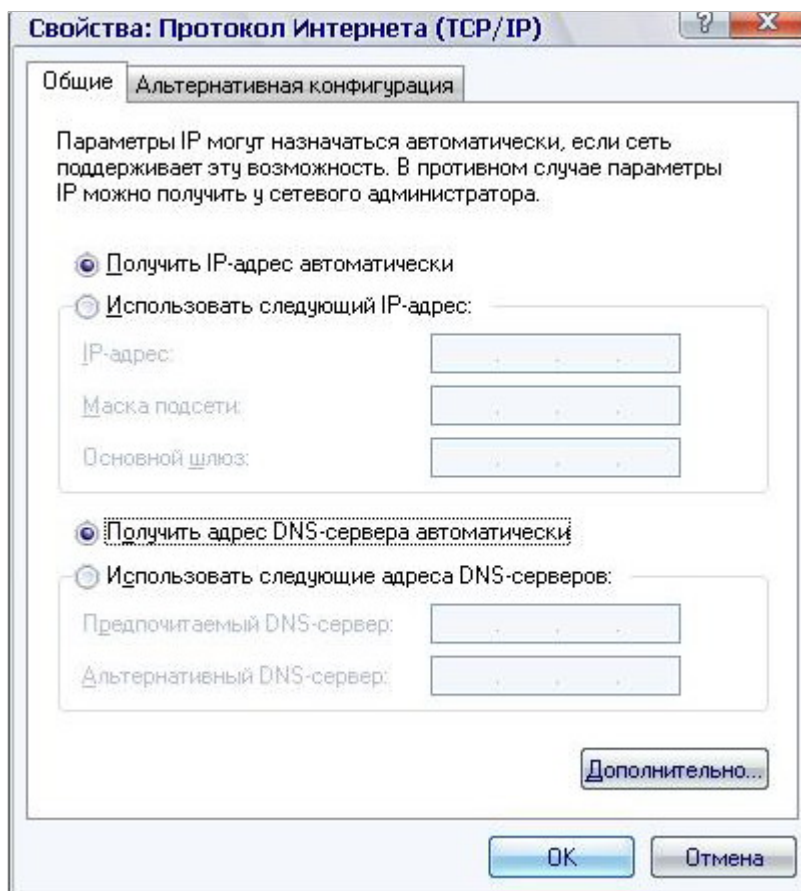 Свойства: Протокол Интернета (TCP/IP)
?
X
Общие
Альтернативная конфигурация
Параметры IP могут назначаться автоматически, если сеть
поддерживает эту возможность. В противном случае параметры
IP можно получить у сетевого администратора.
Получить IP-адрес автоматически
Использовать следующий IP-адрес:
IP-адрес:
Маска подсети:
Основной шлюз:
Получить адрес DNS-сервера автоматически
Использовать следующие адреса DNS-серверов:
Предпочитаемый DNS-сервер:
Альтернативный DNS-сервер:
Дополнительно...
OK
Отмена